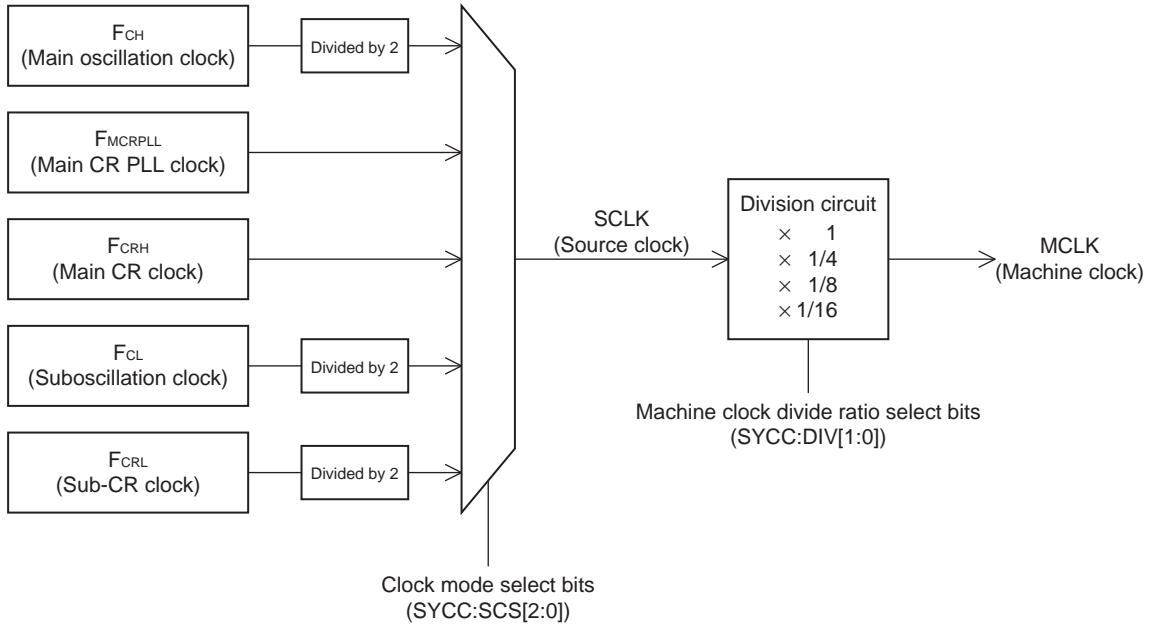 FCH
(Main oscillation clock)
Divided by 2
FMCRPLL
(Main CR PLL clock)
FCRH
(Main CR clock)
FCL
(Suboscillation clock)
Divided by 2
FCRL
(Sub-CR clock)
Divided by 2
Clock mode select bits
(SYCC:SCS[2:0])
SCLK
(Source clock)
Division circuit
× 1
× 1/4
× 1/8
× 1/16
Machine clock divide ratio select bits
(SYCC:DIV[1:0])
MCLK
(Machine clock)